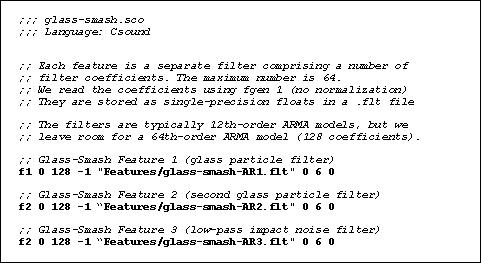 ;;; glass-smash.sco
;;; Language: Csound
;; Each feature is a separate filter comprising a number of
;; filter coefficients. The maximum number is 64.
;; We read the coefficients using fgen 1 (no normalization)
;; They are stored as single-precision floats in a .flt file
;; The filters are typically 12th-order ARMA models, but we
;; leave room for a 64th-order ARMA model (128 coefficients).
;; Glass-Smash Feature 1 (glass particle filter)
f1 0 128 -1 "Features/glass-smash-AR1.flt" 0 6 0
;; Glass-Smash Feature 2 (second glass particle filter)
f2 0 128 -1 “Features/glass-smash-AR2.flt" 0 6 0
;; Glass-Smash Feature 3 (low-pass impact noise filter)
f2 0 128 -1 “Features/glass-smash-AR3.flt" 0 6 0